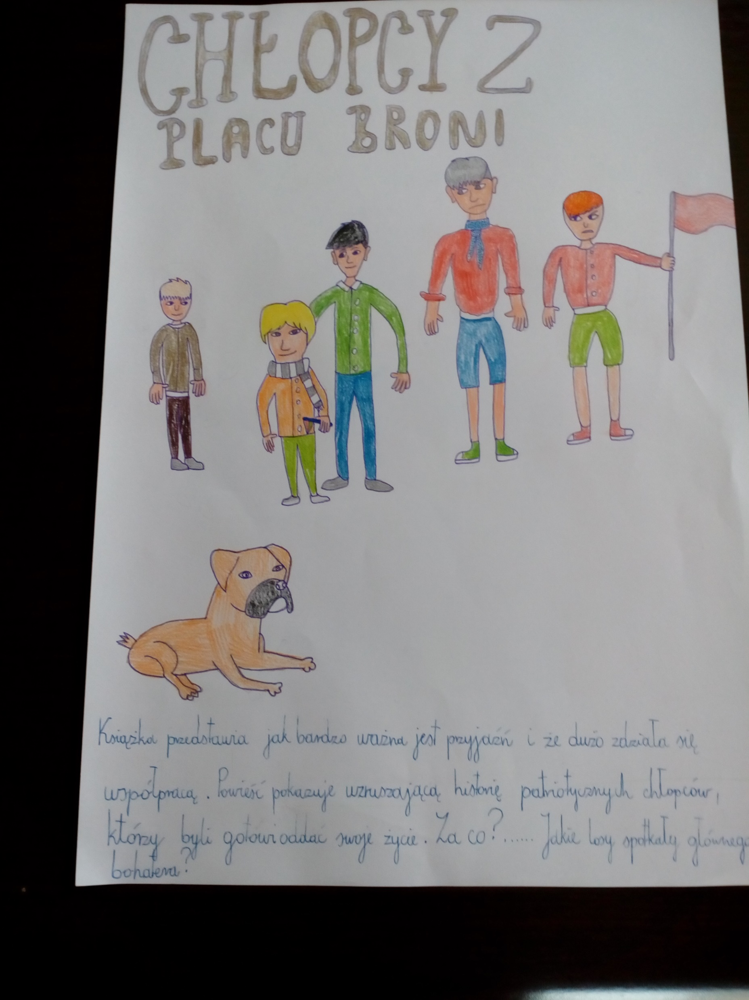 CHŁOPCY Z
PLACU BRONI
Książka przedstawia jak bardzo ważna jest przyjaźń i że dużo zdziała się
współpracą. Powieść pokazuje wzruszającą historię patriotycznych chłopców,
którzy byli gotowi oddać swoje życie. Za co?...... Jakie losy spotkały głównego
bohatera?